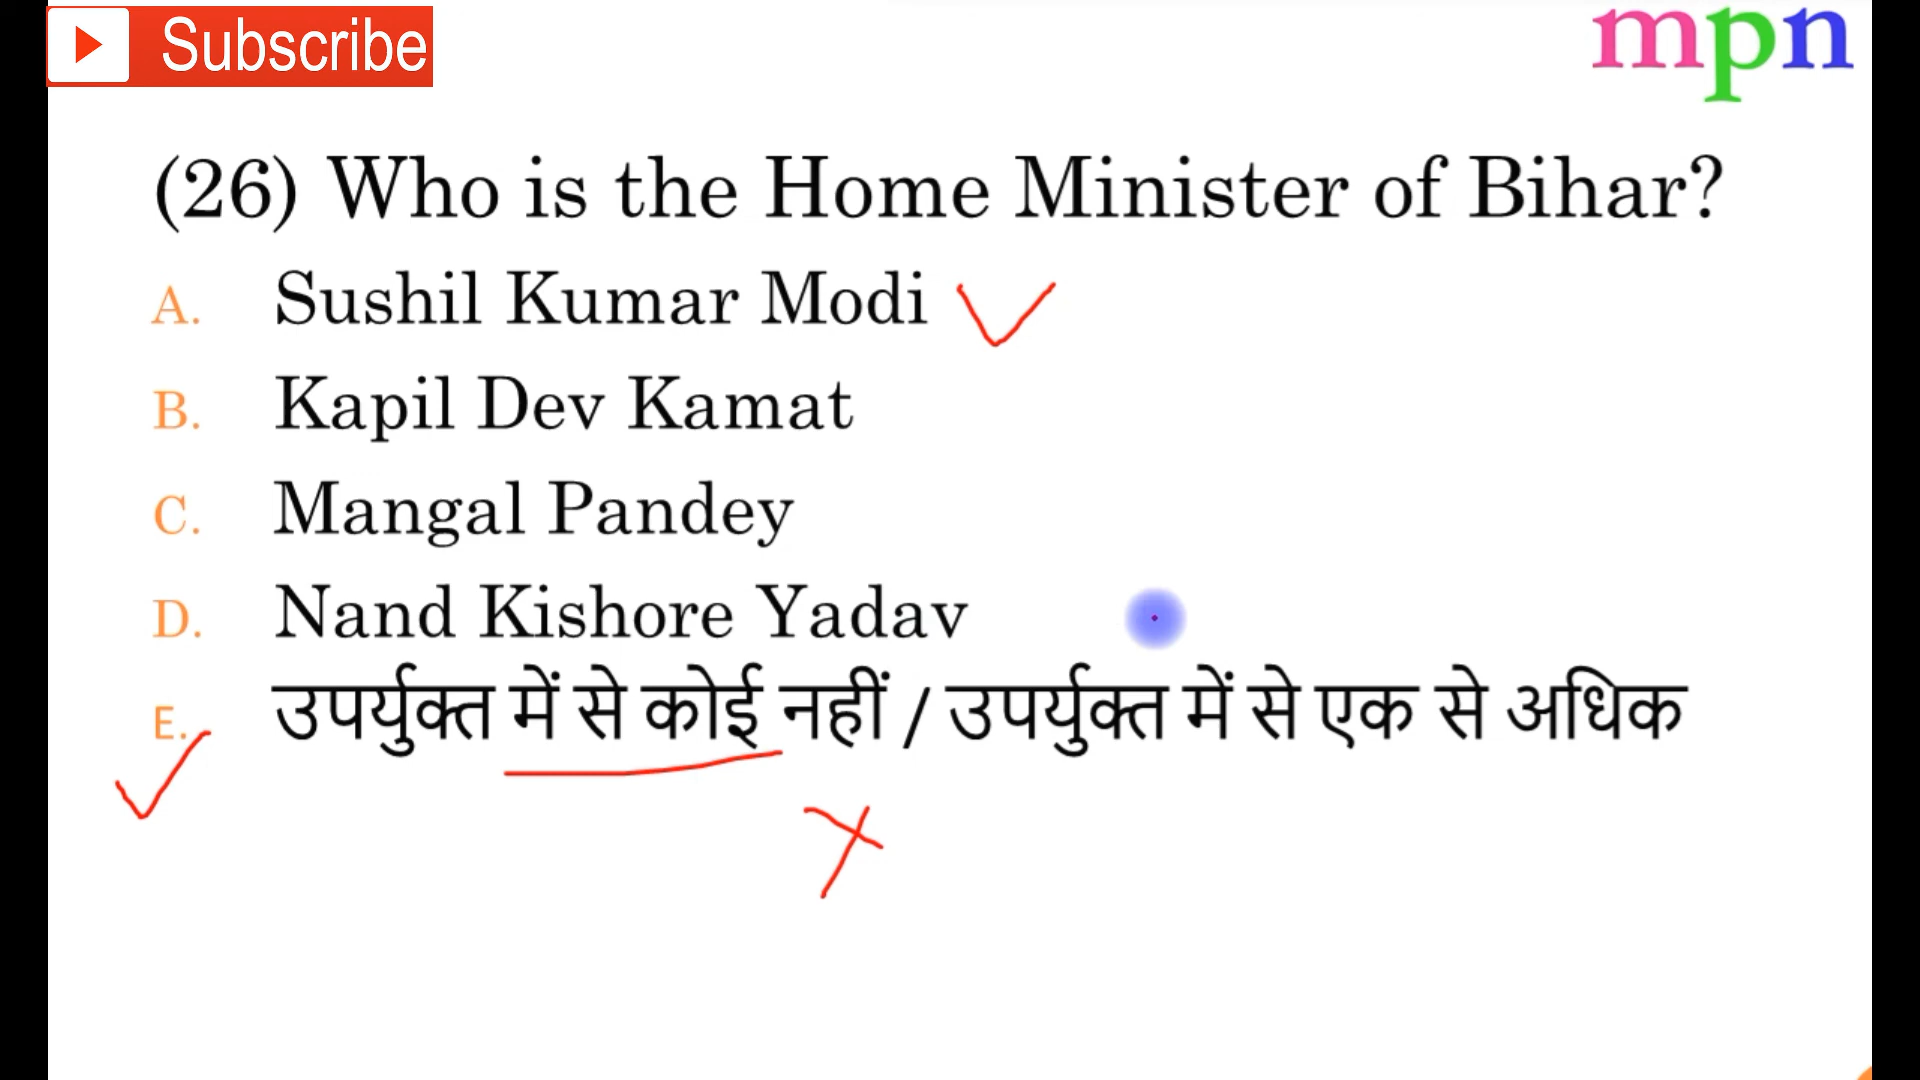 Subscribe
mpn
(26) Who is the Home Minister of Bihar?
A. Sushil Kumar Modi
B. Kapil Dev Kamat
C. Mangal Pandey
D. Nand Kishore Yadav
E. उपर्युक्त में से कोई नहीं / उपर्युक्त में से एक से अधिक